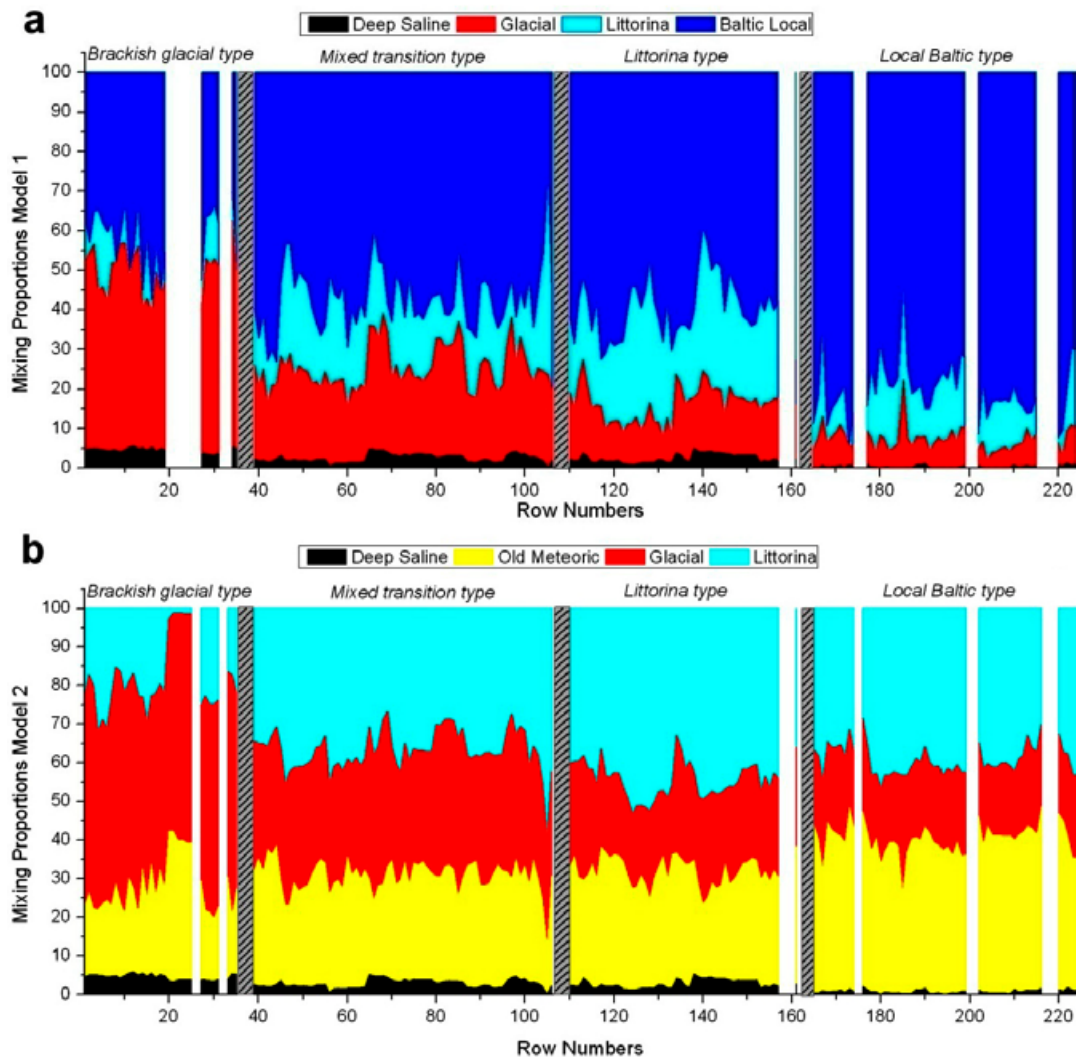 a
Deep Saline Glacial Littorina Baltic Local
Brackish glacial type Mixed transition type Littorina type Local Baltic type
Mixing Proportions Model 1
100
90
80
70
60
50
40
30
20
10
0
20 40 60 80 100 120 140 160 180 200 220
Row Numbers
b
Deep Saline Old Meteoric Glacial Littorina
Brackish glacial type Mixed transition type Littorina type Local Baltic type
Mixing Proportions Model 2
100
90
80
70
60
50
40
30
20
10
0
20 40 60 80 100 120 140 160 180 200 220
Row Numbers